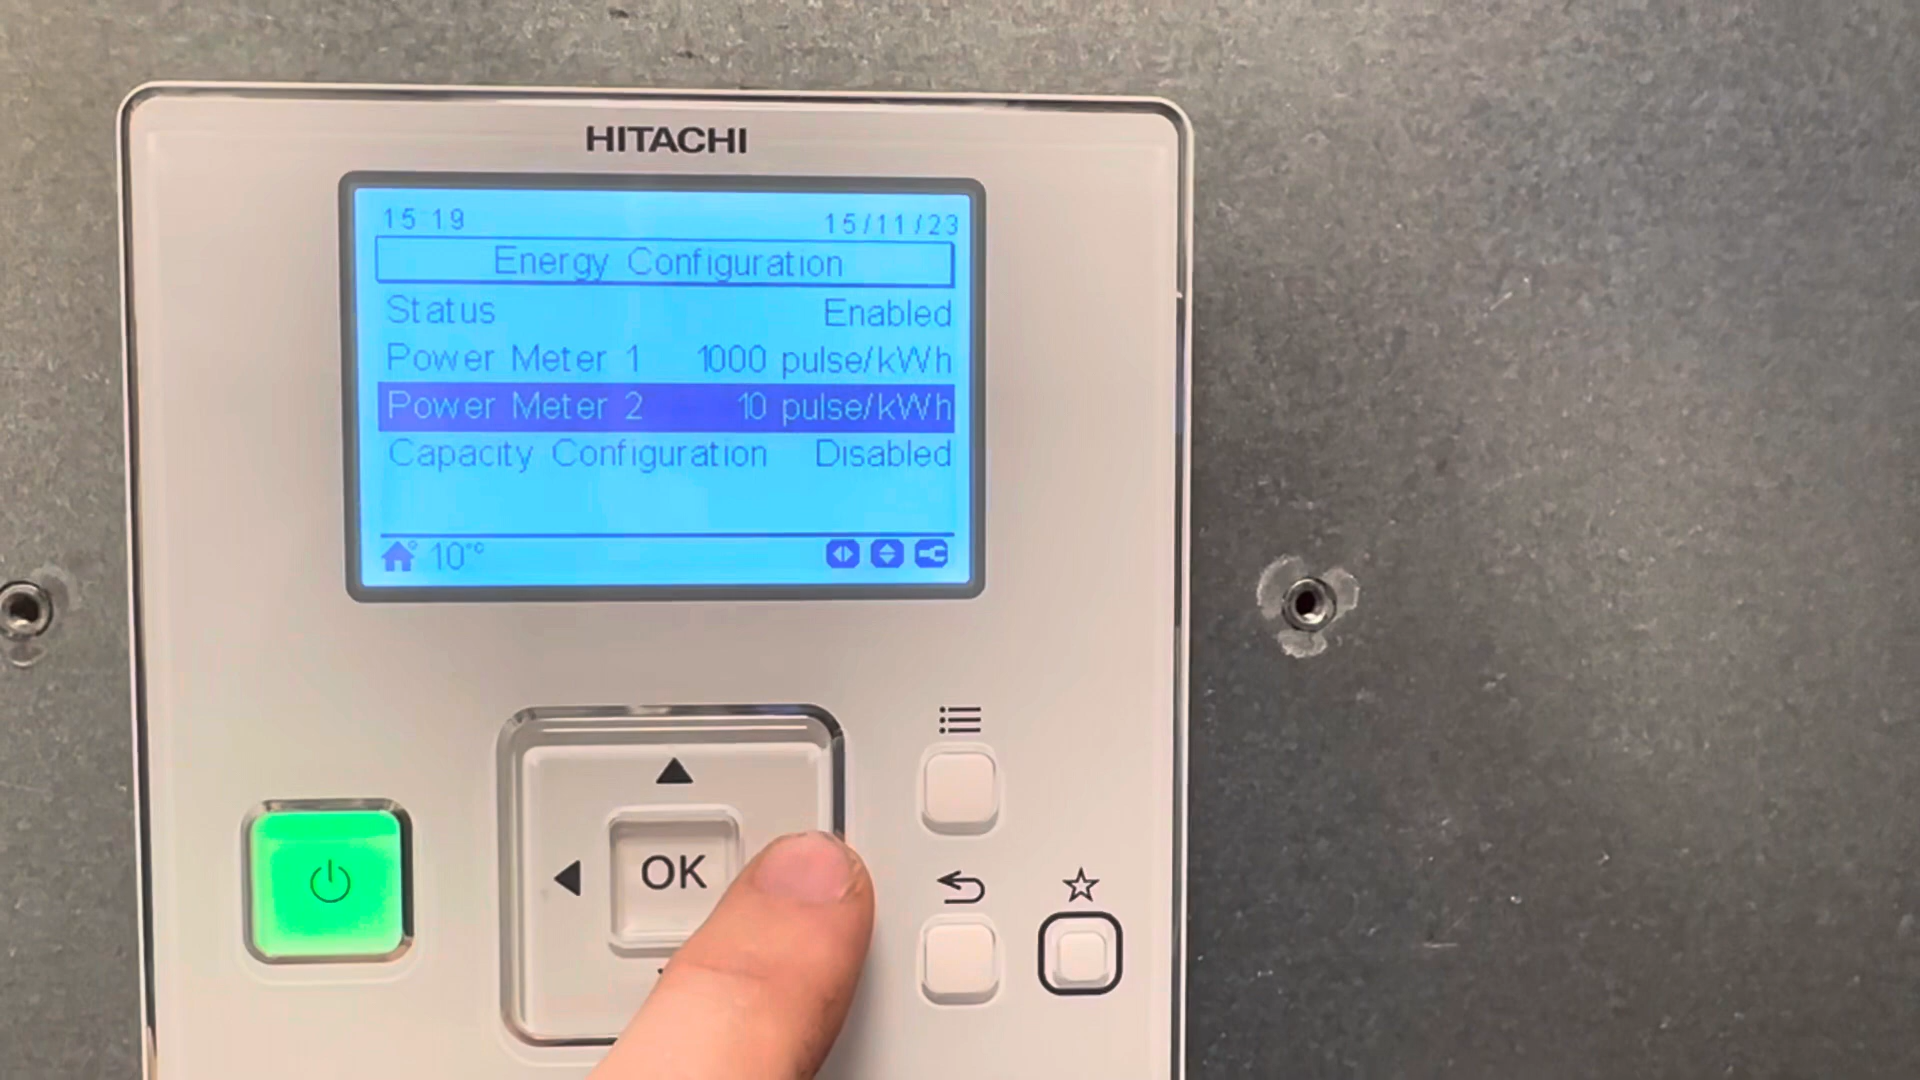 HITACHI
15 19 15/11/23
Energy Configuration
Status Enabled
Power Meter 1 1000 pulse/kWh
Power Meter 2 10 pulse/kWh
Capacity Configuration Disabled
10°C
OK